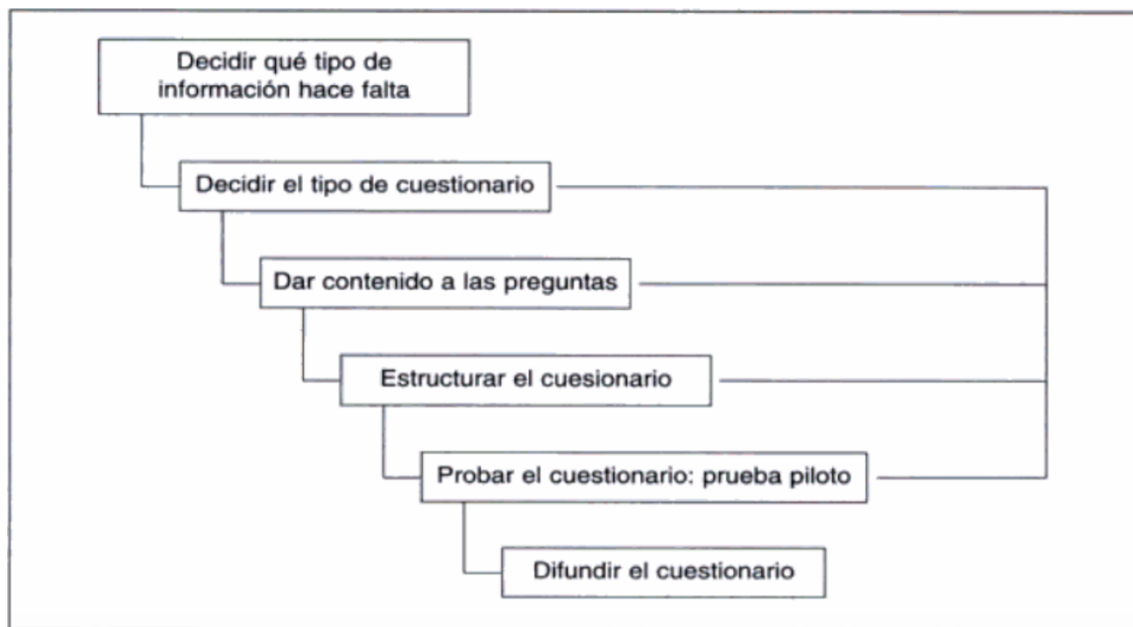 Decidir qué tipo de
información hace falta
Decidir el tipo de cuestionario
Dar contenido a las preguntas
Estructurar el cuesionario
Probar el cuestionario: prueba piloto
Difundir el cuestionario